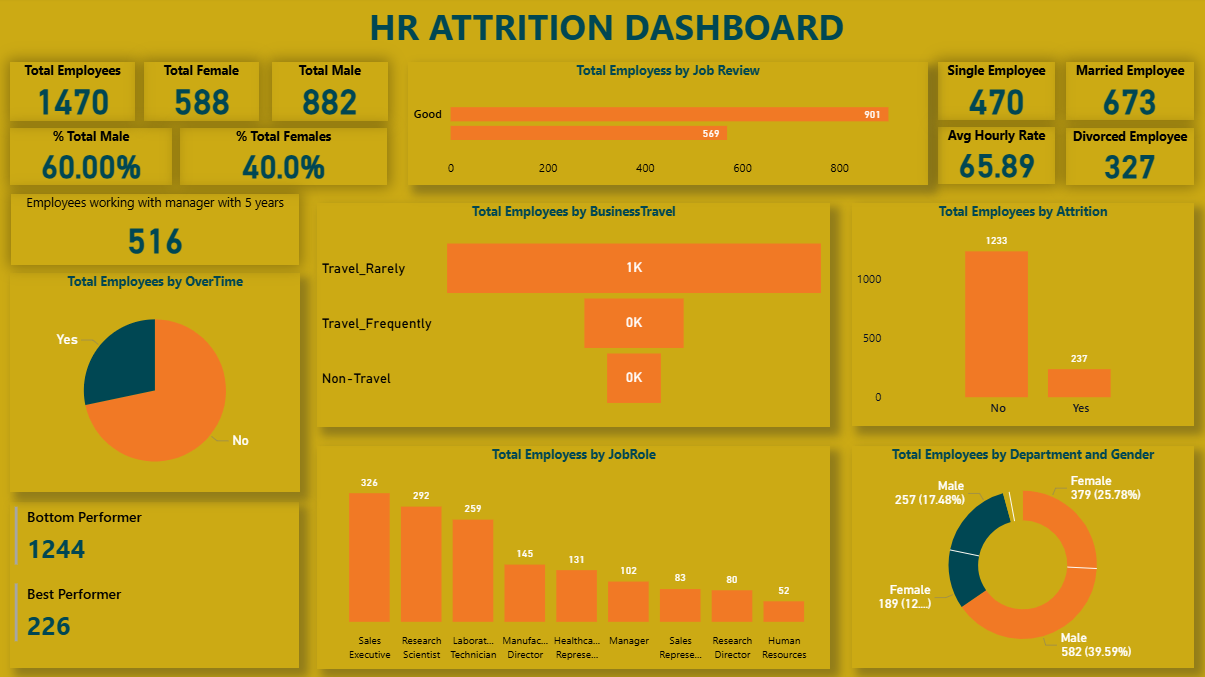 HR ATTRITION DASHBOARD
Total Employees
1470
Total Female
588
Total Male
882
% Total Male
60.00%
% Total Females
40.0%
Total Employess by Job Review
Good
901
569
0
200
400
600
800
Single Employee
470
Married Employee
673
Avg Hourly Rate
65.89
Divorced Employee
327
Employees working with manager with 5 years
516
Total Employees by OverTime
Yes
No
Total Employees by BusinessTravel
Travel_Rarely
1K
Travel_Frequently
0K
Non-Travel
0K
Total Employees by Attrition
1233
1000
500
237
0
No
Yes
Bottom Performer
1244
Best Performer
226
Total Employess by JobRole
326
292
259
145
131
102
83
80
52
Sales
Executive
Research
Scientist
Laborat...
Technician
Manufac...
Director
Healthca...
Represe...
Manager
Sales
Represe...
Research
Director
Human
Resources
Total Employees by Department and Gender
Male
257 (17.48%)
Female
379 (25.78%)
Female
189 (12...)
Male
582 (39.59%)